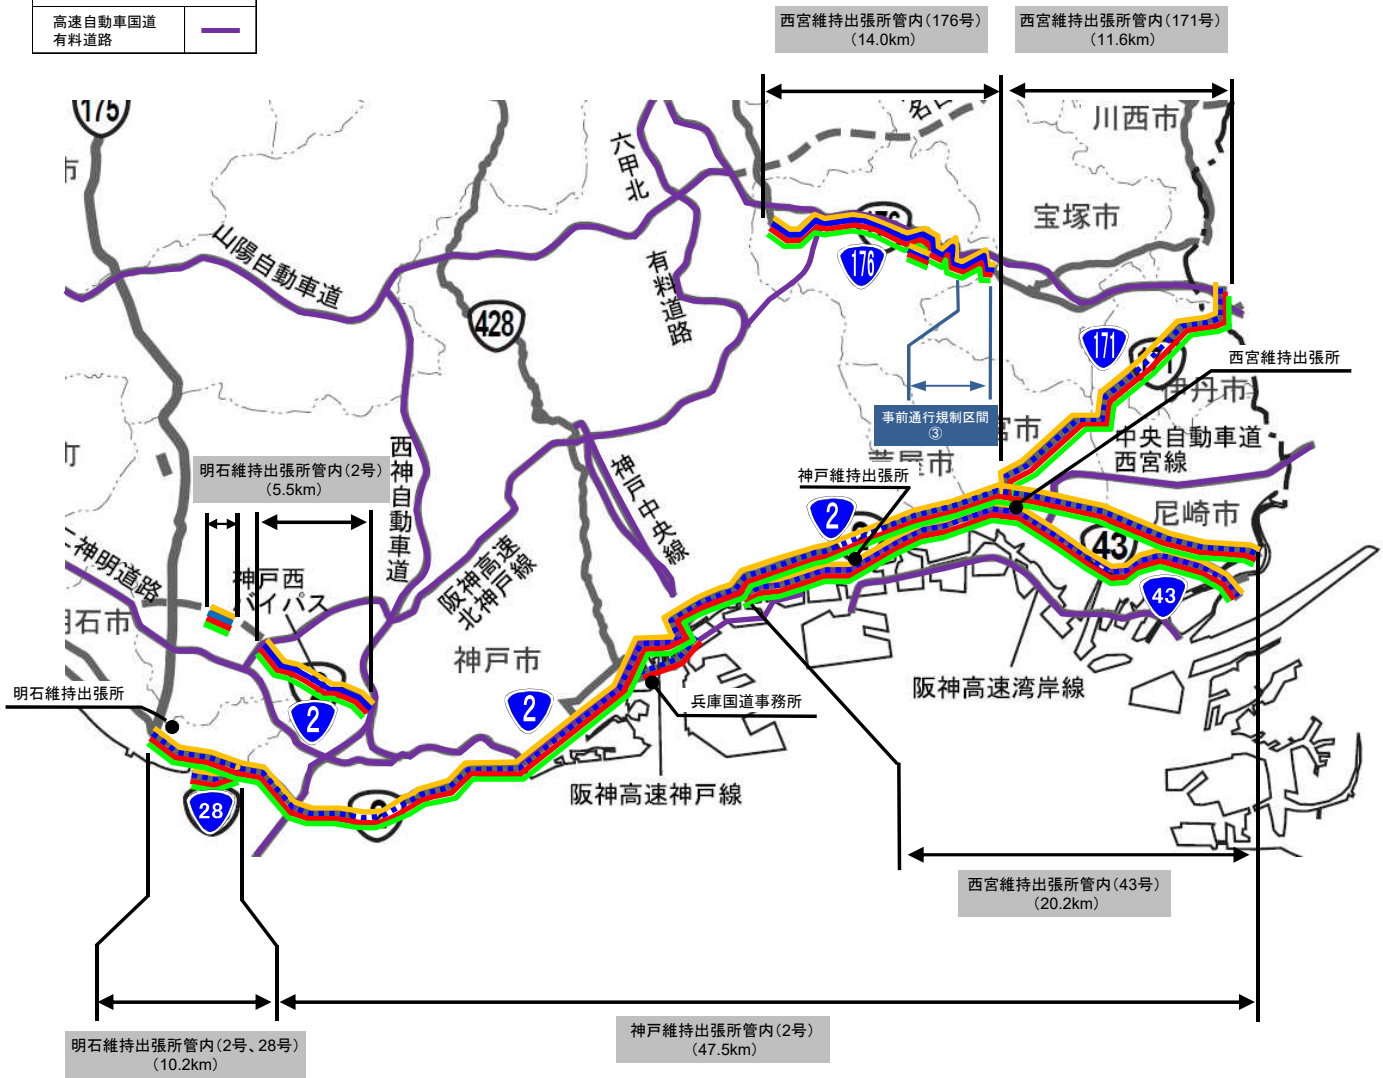 高速自動車国道
有料道路
西宮維持出張所管内(176号)
(14.0km)
西宮維持出張所管内(171号)
(11.6km)
175
川西市
六甲北
有料道路
宝塚市
山陽自動車道
176
428
171
西宮維持出張所
伊丹市
事前通行規制区間
③
中央自動車道
西宮線
西神自動車道
明石維持出張所管内(2号)
(5.5km)
神戸中央線
神戸維持出張所
2
尼崎市
43
43
阪神高速
北神戸線
神戸西
バイパス
神明道路
神戸市
明石維持出張所
2
2
兵庫国道事務所
阪神高速湾岸線
阪神高速神戸線
28
西宮維持出張所管内(43号)
(20.2km)
明石維持出張所管内(2号、28号)
(10.2km)
神戸維持出張所管内(2号)
(47.5km)